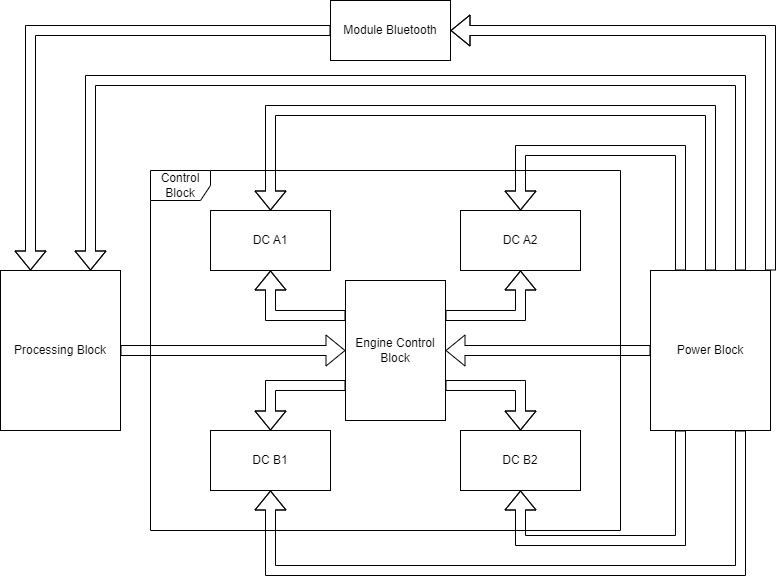 Module Bluetooth
Control
Block
DC A1
DC A2
Processing Block
Engine Control
Block
Power Block
DC B1
DC B2